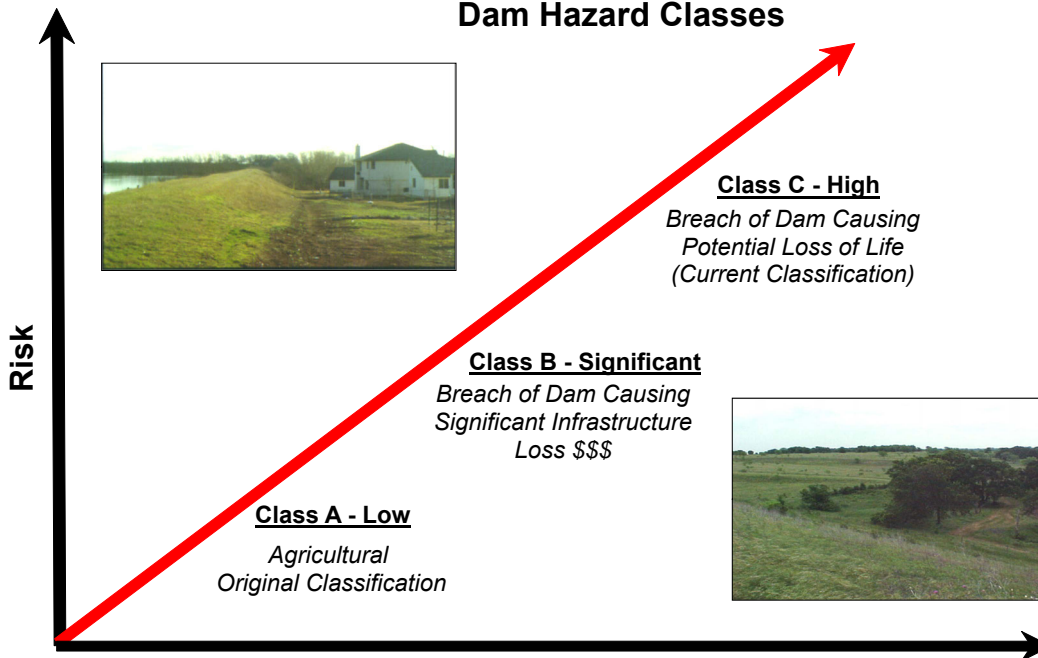 Dam Hazard Classes
Risk
Class C - High
Breach of Dam Causing
Potential Loss of Life
(Current Classification)
Class B - Significant
Breach of Dam Causing
Significant Infrastructure
Loss $$$
Class A - Low
Agricultural
Original Classification